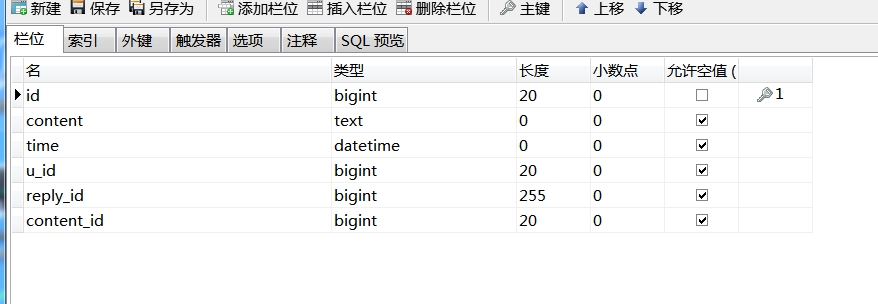 新建 保存 另存为 添加栏位 插入栏位 删除栏位 主键 上移 下移
栏位 索引 外键 触发器 选项 注释 SQL 预览
名 类型 长度 小数点 允许空值 (
id bigint 20 0 1
content text 0 0
time datetime 0 0
u_id bigint 20 0
reply_id bigint 255 0
content_id bigint 20 0